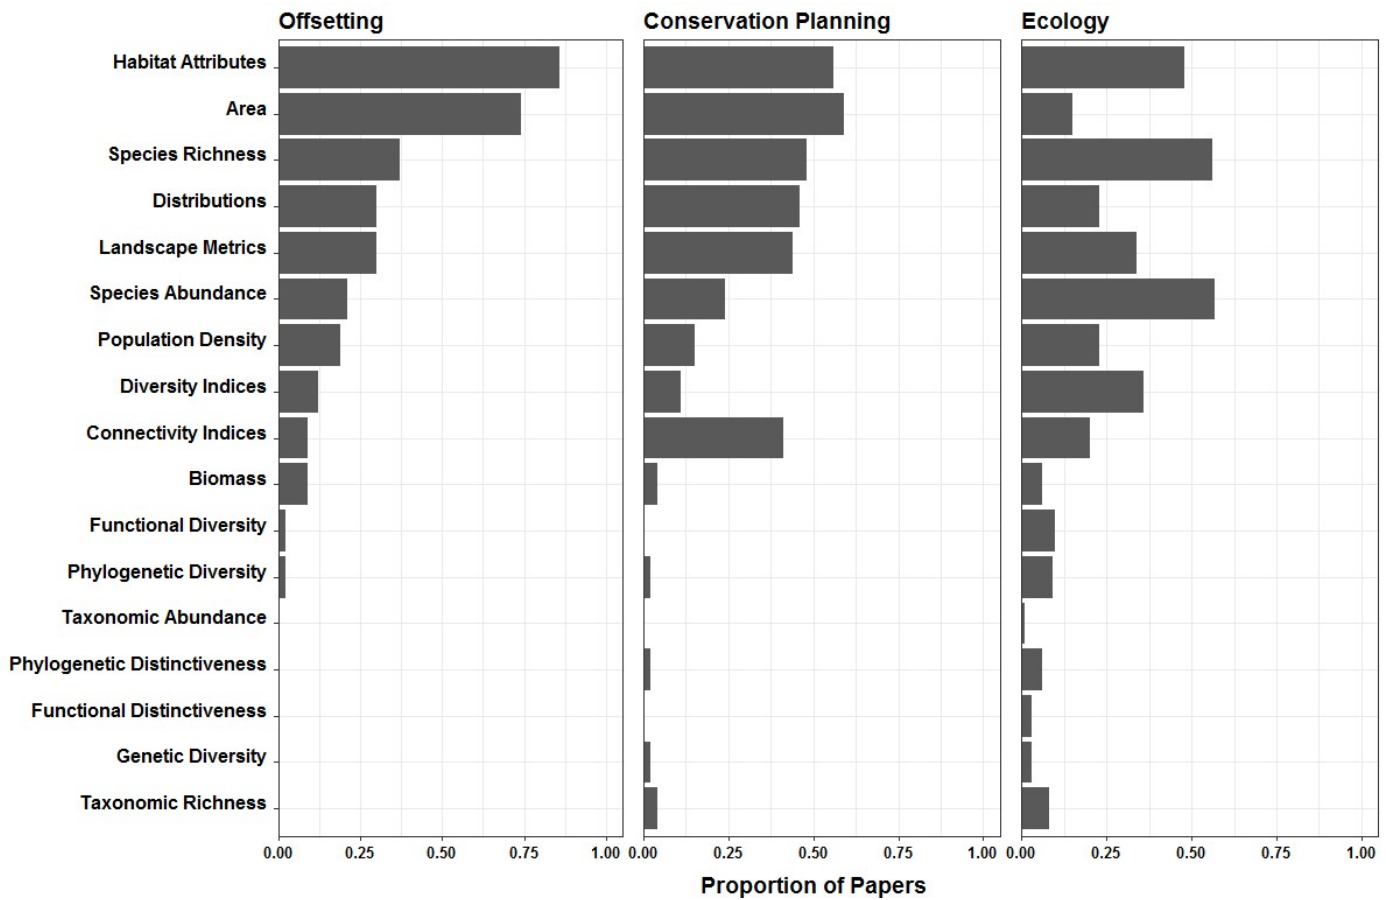 Offsetting Conservation Planning Ecology
Habitat Attributes
Area
Species Richness
Distributions
Landscape Metrics
Species Abundance
Population Density
Diversity Indices
Connectivity Indices
Biomass
Functional Diversity
Phylogenetic Diversity
Taxonomic Abundance
Phylogenetic Distinctiveness
Functional Distinctiveness
Genetic Diversity
Taxonomic Richness
0.00 0.25 0.50 0.75 1.00 0.00 0.25 0.50 0.75 1.00 0.00 0.25 0.50 0.75 1.00
Proportion of Papers